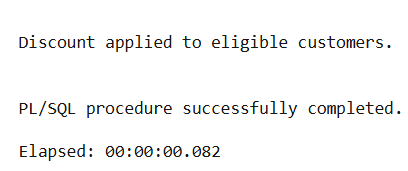 Discount applied to eligible customers.
PL/SQL procedure successfully completed.
Elapsed: 00:00:00.082